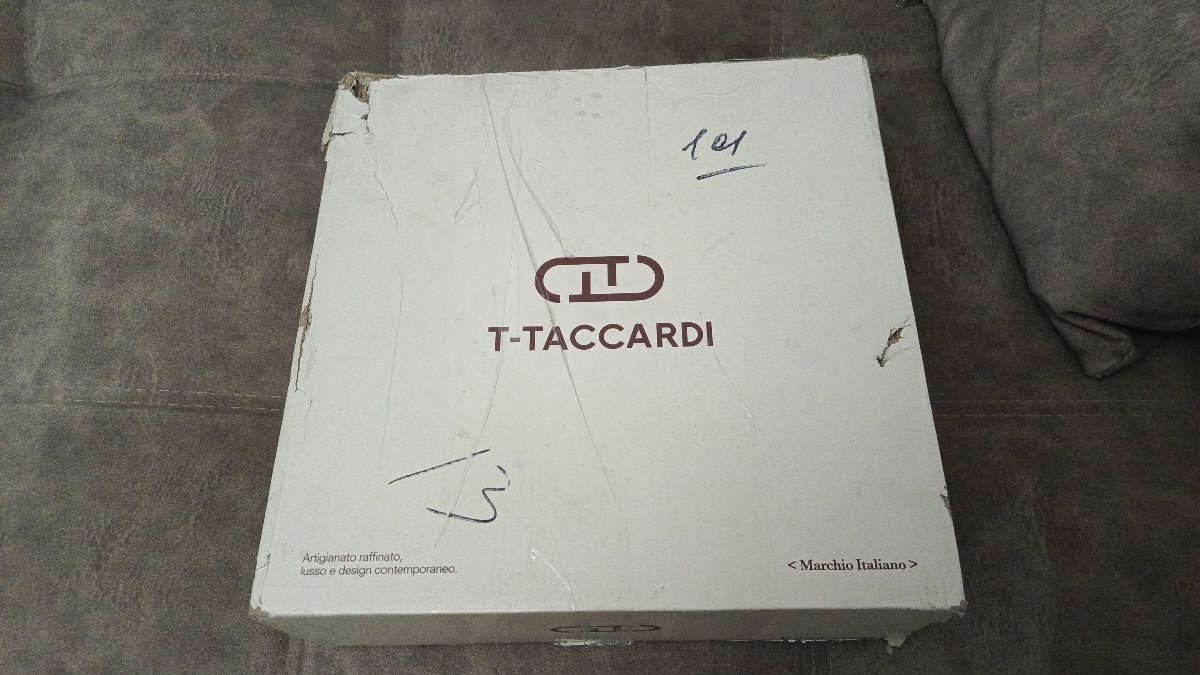 101
T-TACCARDI
Artigianato raffinato,
lusso e design contemporaneo.
< Marchio Italiano >